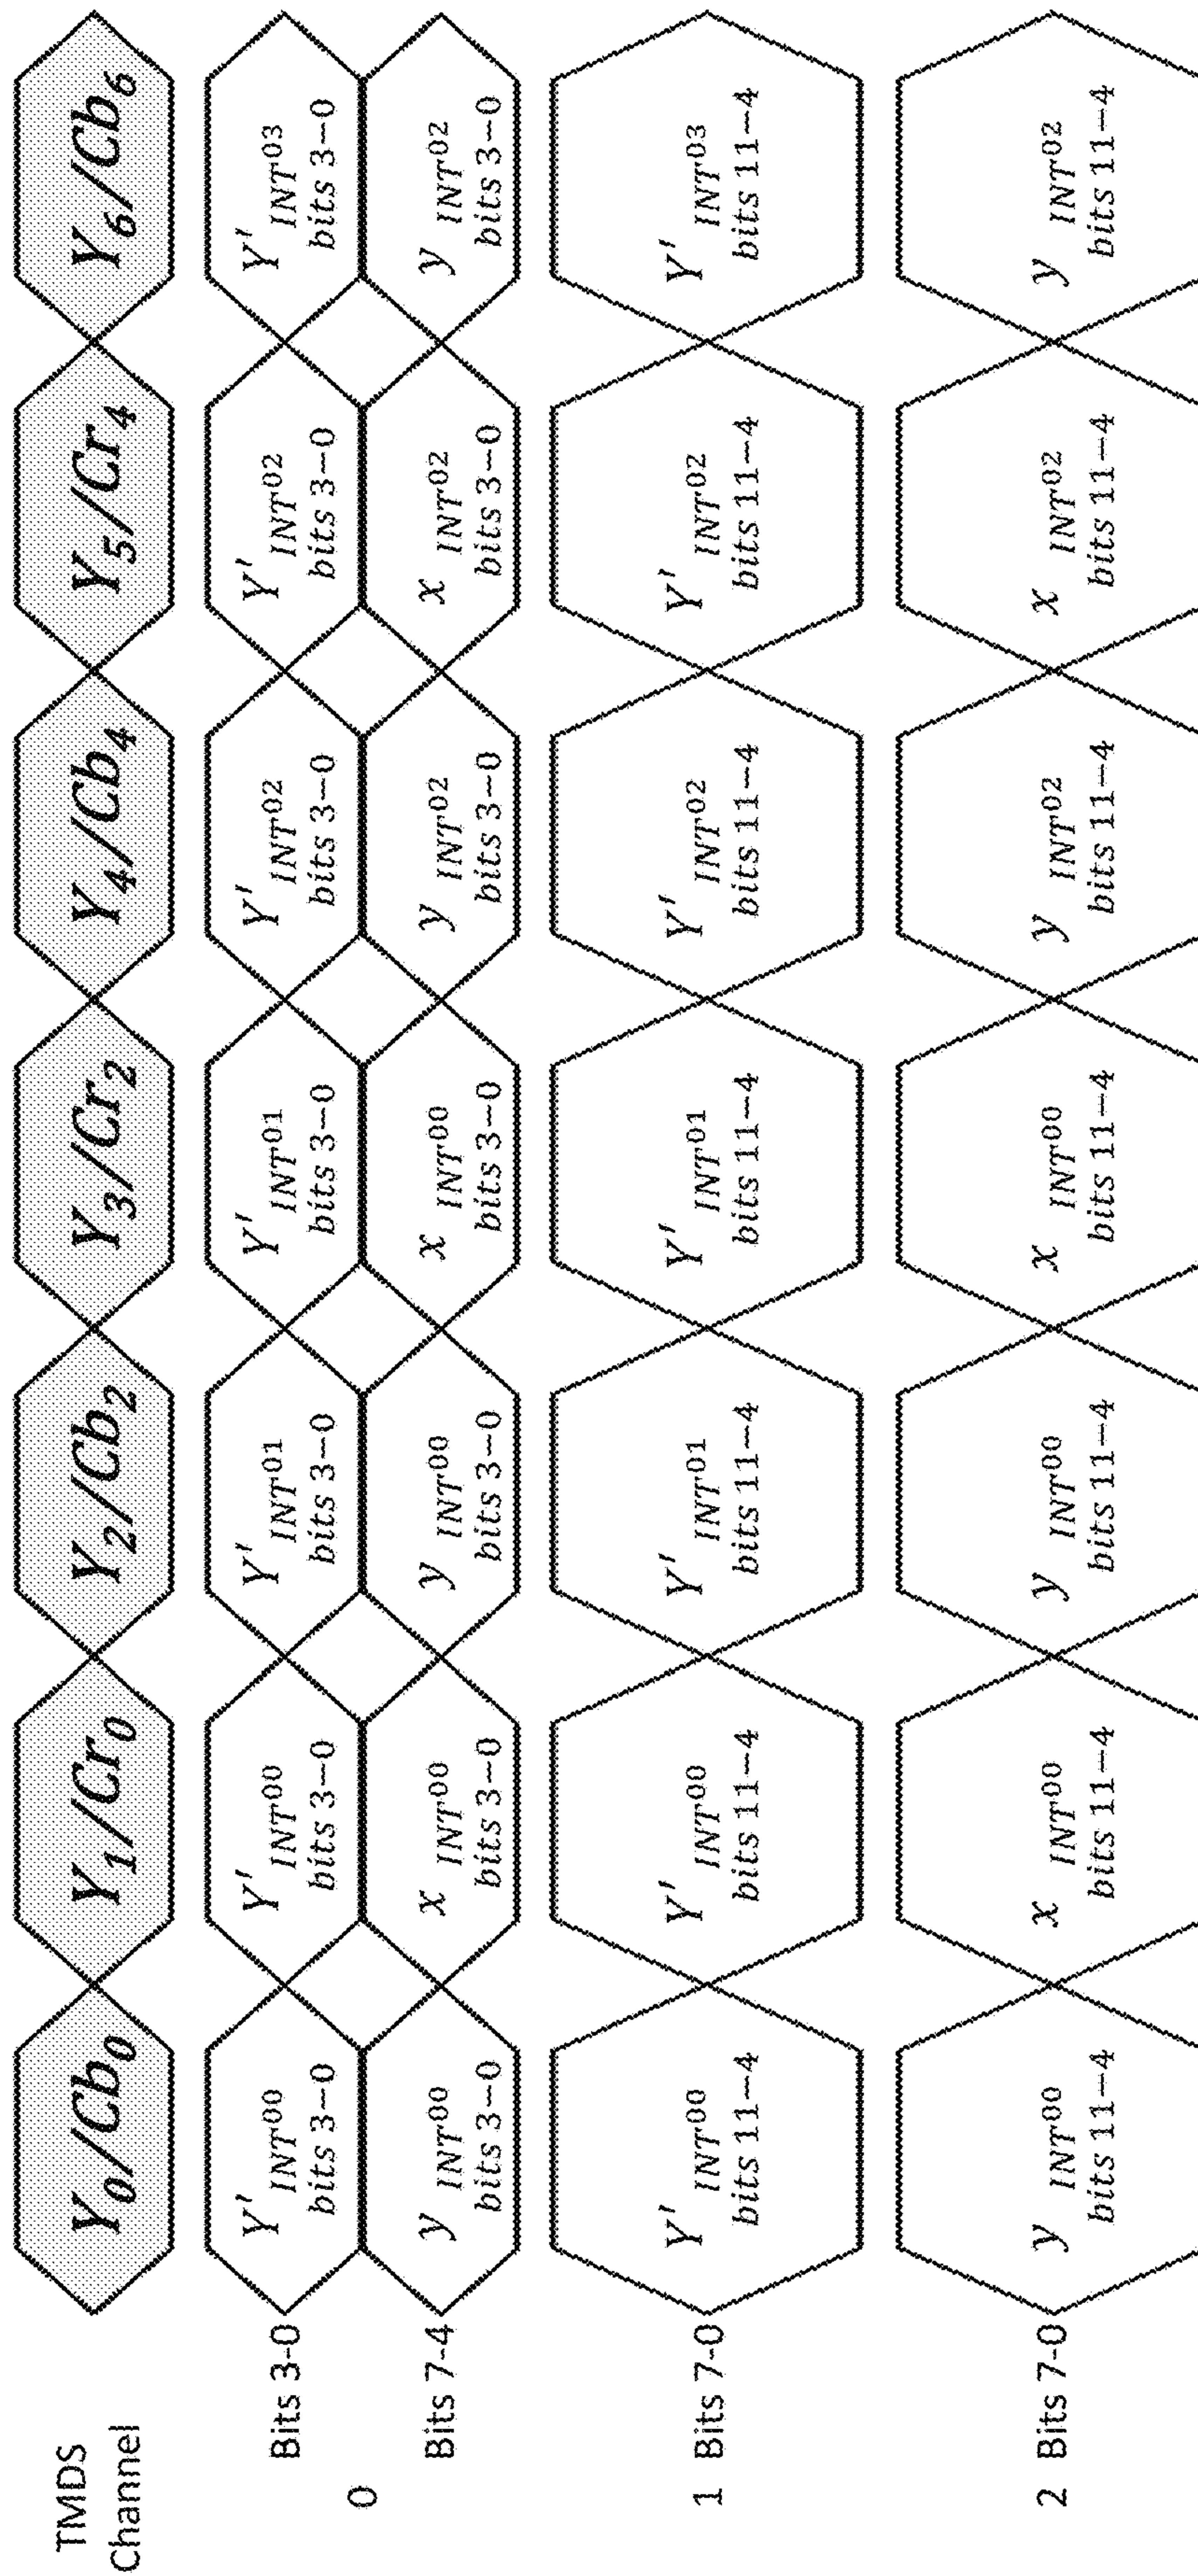 TMDS
Channel
Y₀/Cb₀ Y₁/Cr₀ Y₂/Cb₂ Y₃/Cr₂ Y₄/Cb₄ Y₅/Cr₄ Y₆/Cb₆
0
Bits 3-0
Y' INT⁰⁰ Y' INT⁰⁰ Y' INT⁰¹ Y' INT⁰¹ Y' INT⁰² Y' INT⁰² Y' INT⁰³
bits 3–0 bits 3–0 bits 3–0 bits 3–0 bits 3–0 bits 3–0 bits 3–0
Bits 7-4
y INT⁰⁰ x INT⁰⁰ y INT⁰⁰ x INT⁰⁰ y INT⁰² x INT⁰² y INT⁰²
bits 3–0 bits 3–0 bits 3–0 bits 3–0 bits 3–0 bits 3–0 bits 3–0
1 Bits 7-0
Y' INT⁰⁰ Y' INT⁰⁰ Y' INT⁰¹ Y' INT⁰¹ Y' INT⁰² Y' INT⁰² Y' INT⁰³
bits 11–4 bits 11–4 bits 11–4 bits 11–4 bits 11–4 bits 11–4 bits 11–4
2 Bits 7-0
y INT⁰⁰ x INT⁰⁰ y INT⁰⁰ x INT⁰⁰ y INT⁰² x INT⁰² y INT⁰²
bits 11–4 bits 11–4 bits 11–4 bits 11–4 bits 11–4 bits 11–4 bits 11–4